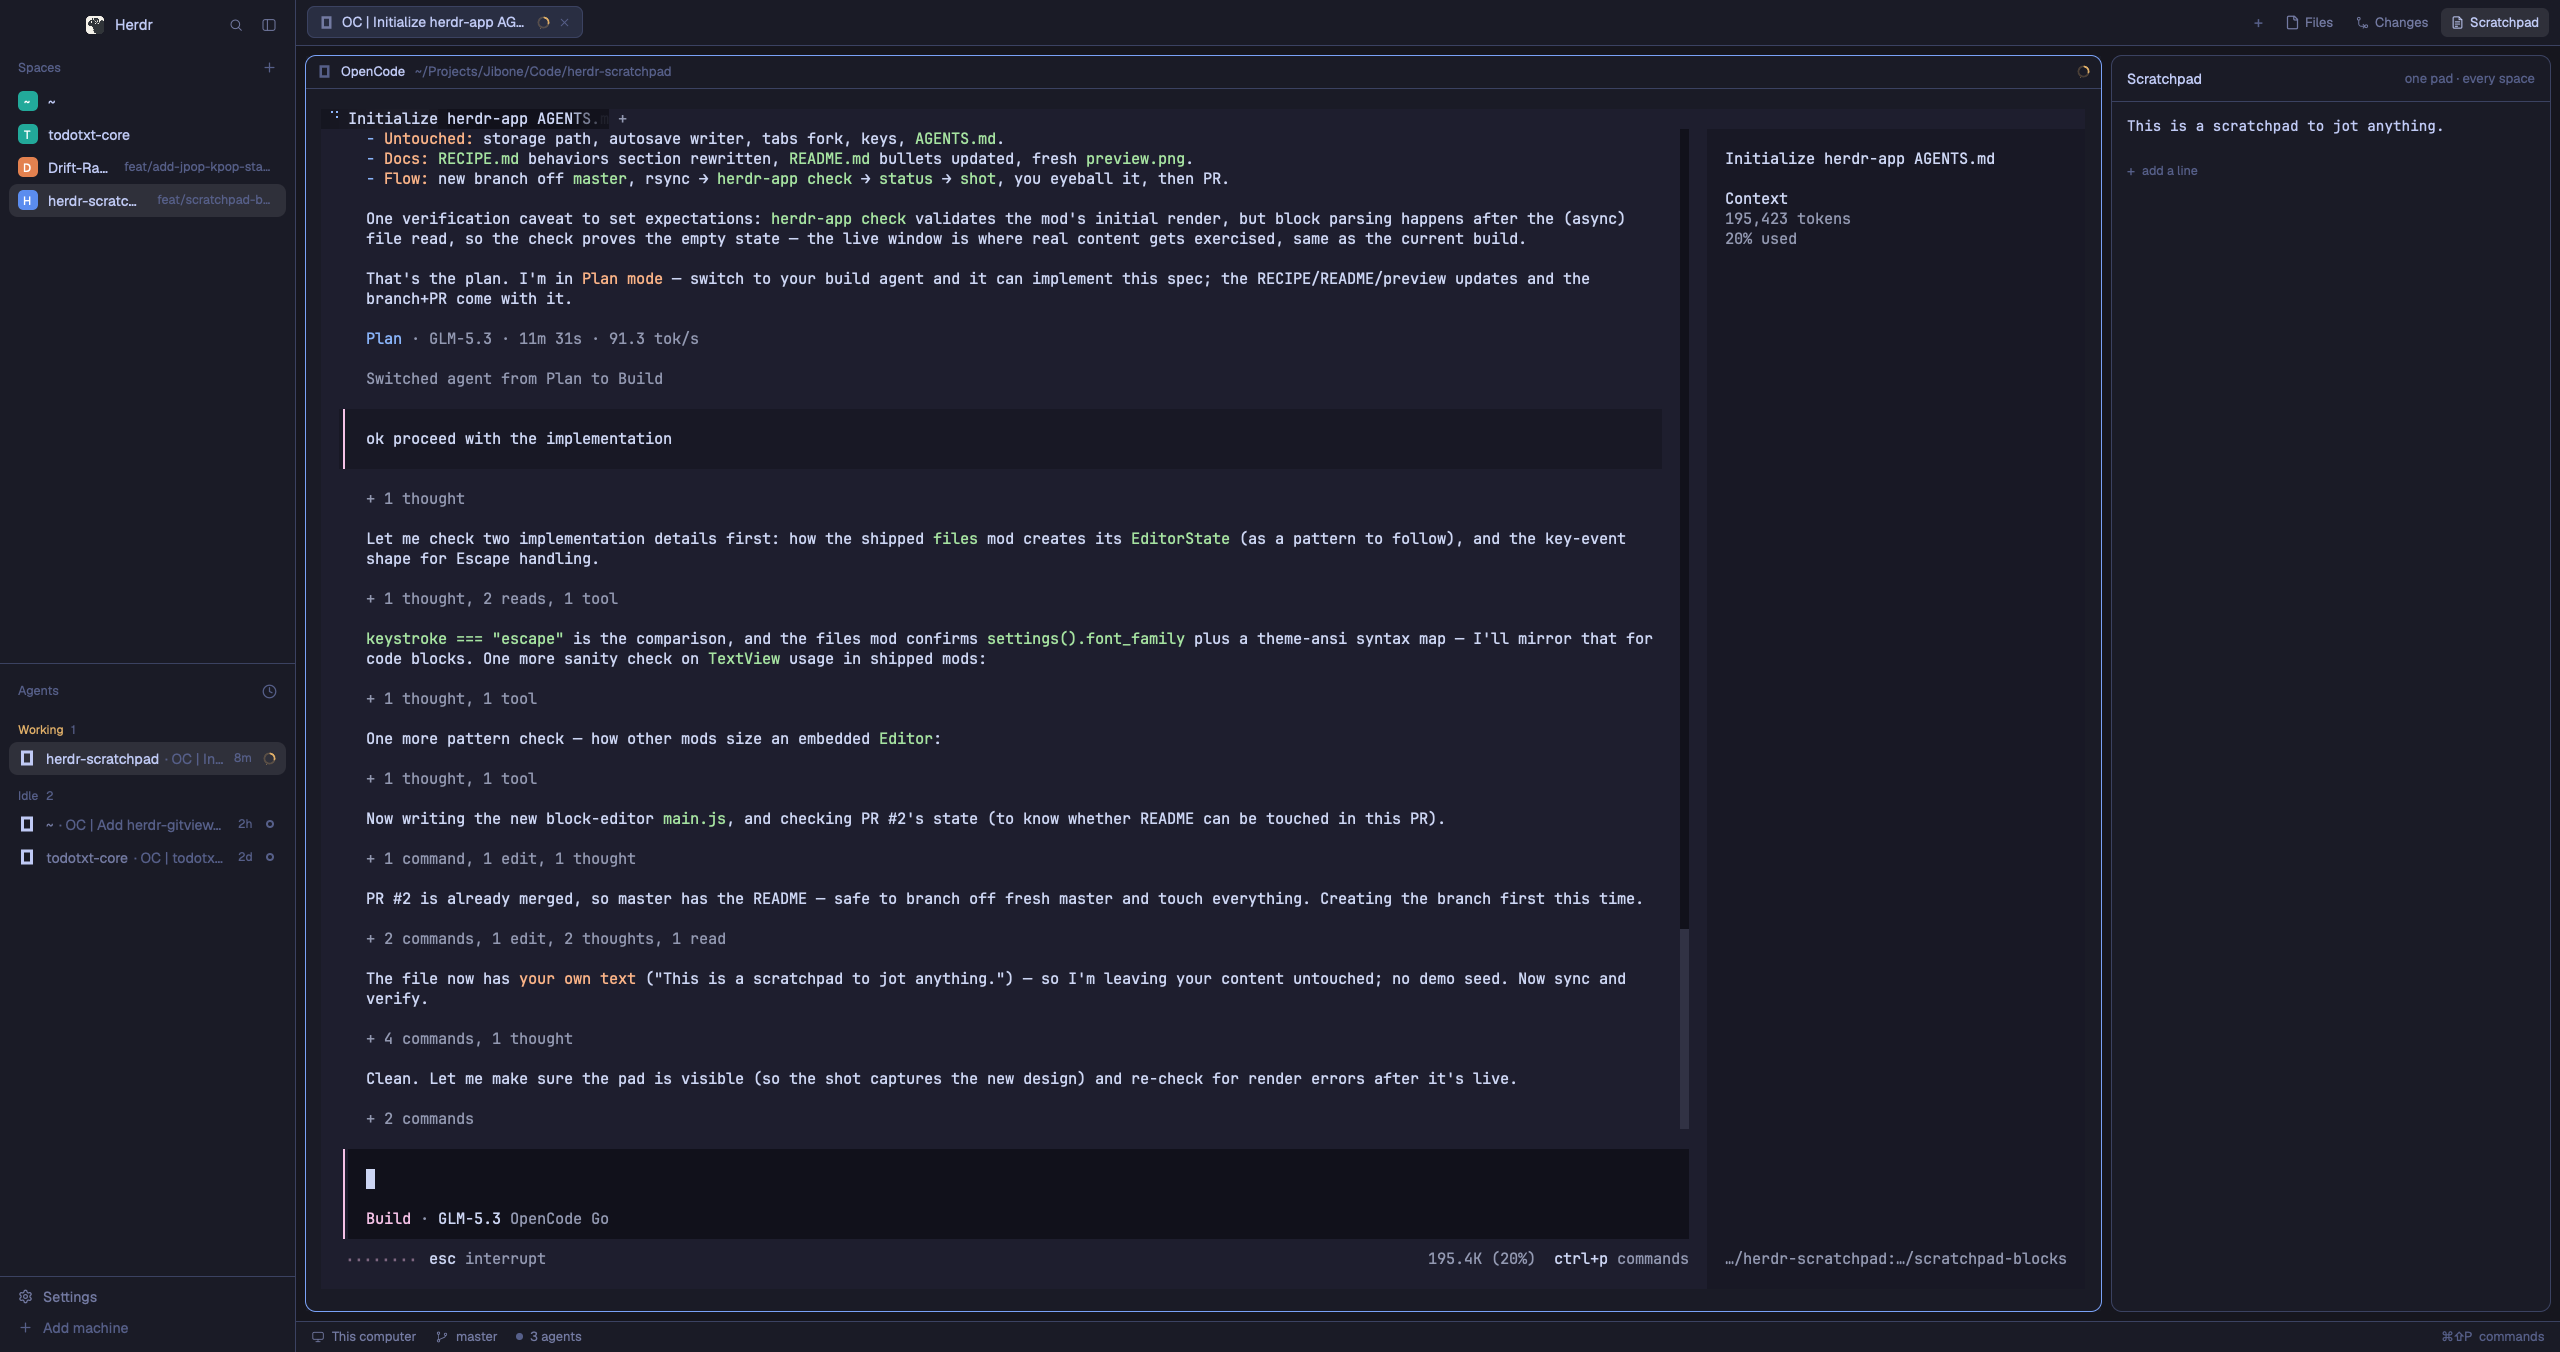 Herdr
Spaces
~ ~
T todotxt-core
D Drift-Ra... feat/add-jpop-kpop-sta...
H herdr-scratc... feat/scratchpad-b...
Agents
Working 1
herdr-scratchpad · OC | In... 8m
Idle 2
~ · OC | Add herdr-gitview... 2h
todotxt-core · OC | todotx... 2d
Settings
+ Add machine
OC | Initialize herdr-app AG... ×
+ Files Changes Scratchpad
OpenCode ~/Projects/Jibone/Code/herdr-scratchpad
Initialize herdr-app AGENTS.m +
- Untouched: storage path, autosave writer, tabs fork, keys, AGENTS.md.
- Docs: RECIPE.md behaviors section rewritten, README.md bullets updated, fresh preview.png.
- Flow: new branch off master, rsync → herdr-app check → status → shot, you eyeball it, then PR.
One verification caveat to set expectations: herdr-app check validates the mod's initial render, but block parsing happens after the (async)
file read, so the check proves the empty state — the live window is where real content gets exercised, same as the current build.
That's the plan. I'm in Plan mode — switch to your build agent and it can implement this spec; the RECIPE/README/preview updates and the
branch+PR come with it.
Plan · GLM-5.3 · 11m 31s · 91.3 tok/s
Switched agent from Plan to Build
ok proceed with the implementation
+ 1 thought
Let me check two implementation details first: how the shipped files mod creates its EditorState (as a pattern to follow), and the key-event
shape for Escape handling.
+ 1 thought, 2 reads, 1 tool
keystroke === "escape" is the comparison, and the files mod confirms settings().font_family plus a theme-ansi syntax map — I'll mirror that for
code blocks. One more sanity check on TextView usage in shipped mods:
+ 1 thought, 1 tool
One more pattern check — how other mods size an embedded Editor:
+ 1 thought, 1 tool
Now writing the new block-editor main.js, and checking PR #2's state (to know whether README can be touched in this PR).
+ 1 command, 1 edit, 1 thought
PR #2 is already merged, so master has the README — safe to branch off fresh master and touch everything. Creating the branch first this time.
+ 2 commands, 1 edit, 2 thoughts, 1 read
The file now has your own text ("This is a scratchpad to jot anything.") — so I'm leaving your content untouched; no demo seed. Now sync and
verify.
+ 4 commands, 1 thought
Clean. Let me make sure the pad is visible (so the shot captures the new design) and re-check for render errors after it's live.
+ 2 commands
Build · GLM-5.3 OpenCode Go
········ esc interrupt 195.4K (20%) ctrl+p commands
Initialize herdr-app AGENTS.md
Context
195,423 tokens
20% used
…/herdr-scratchpad:…/scratchpad-blocks
Scratchpad one pad · every space
This is a scratchpad to jot anything.
+ add a line
This computer master 3 agents
⌘⇧P commands